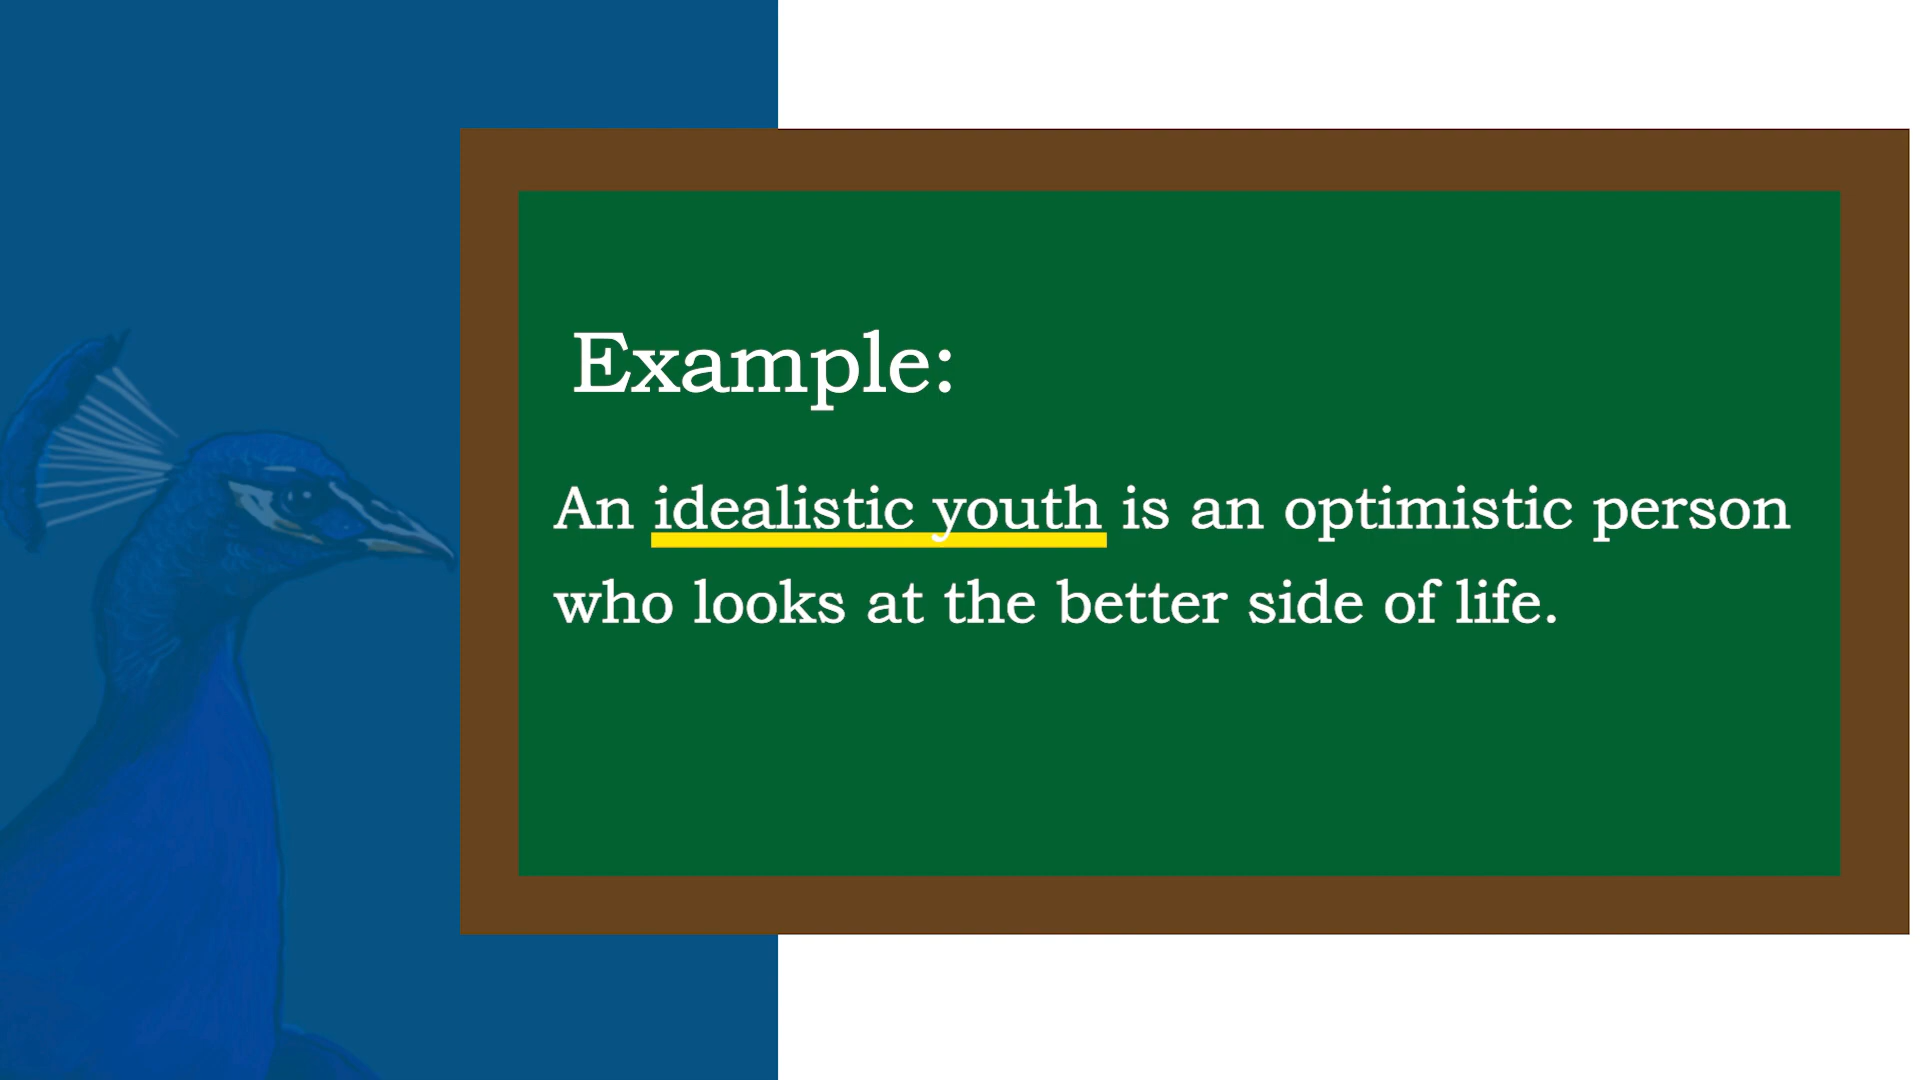 Example:
An idealistic youth is an optimistic person
who looks at the better side of life.